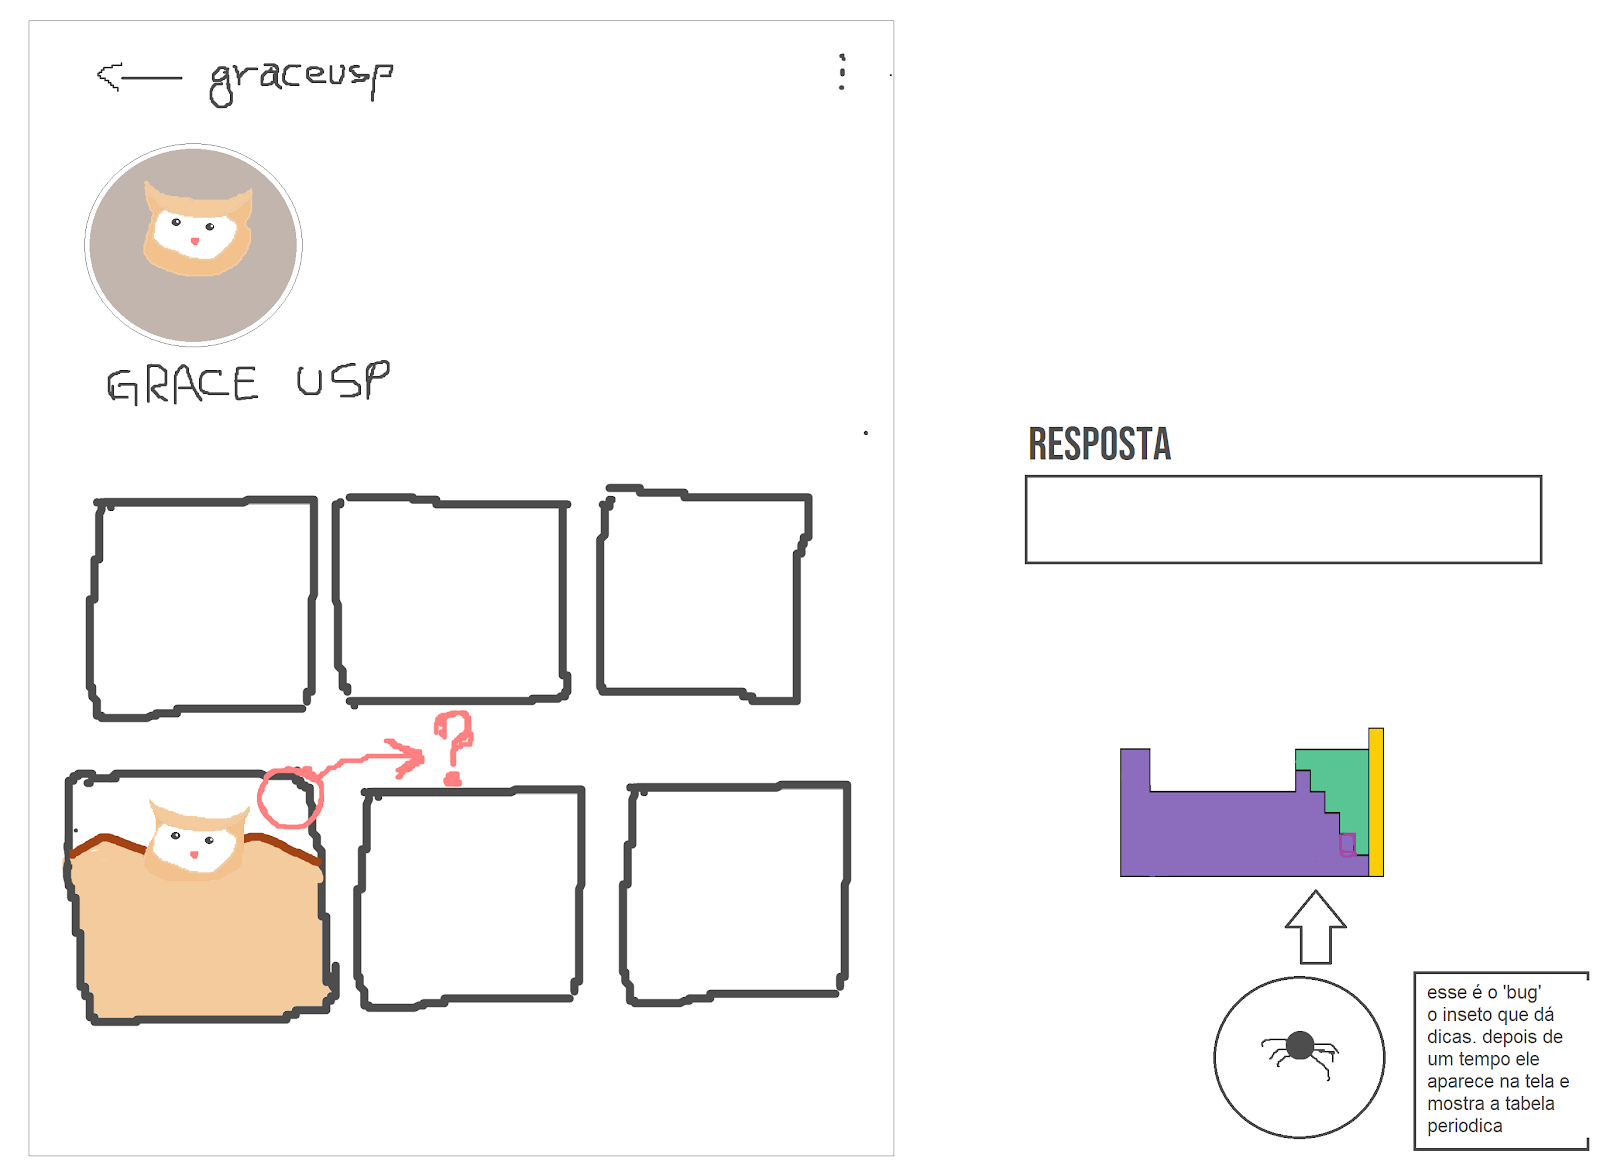 graceusp
GRACE USP
?
RESPOSTA
esse é o 'bug'
o inseto que dá
dicas. depois de
um tempo ele
aparece na tela e
mostra a tabela
periodica